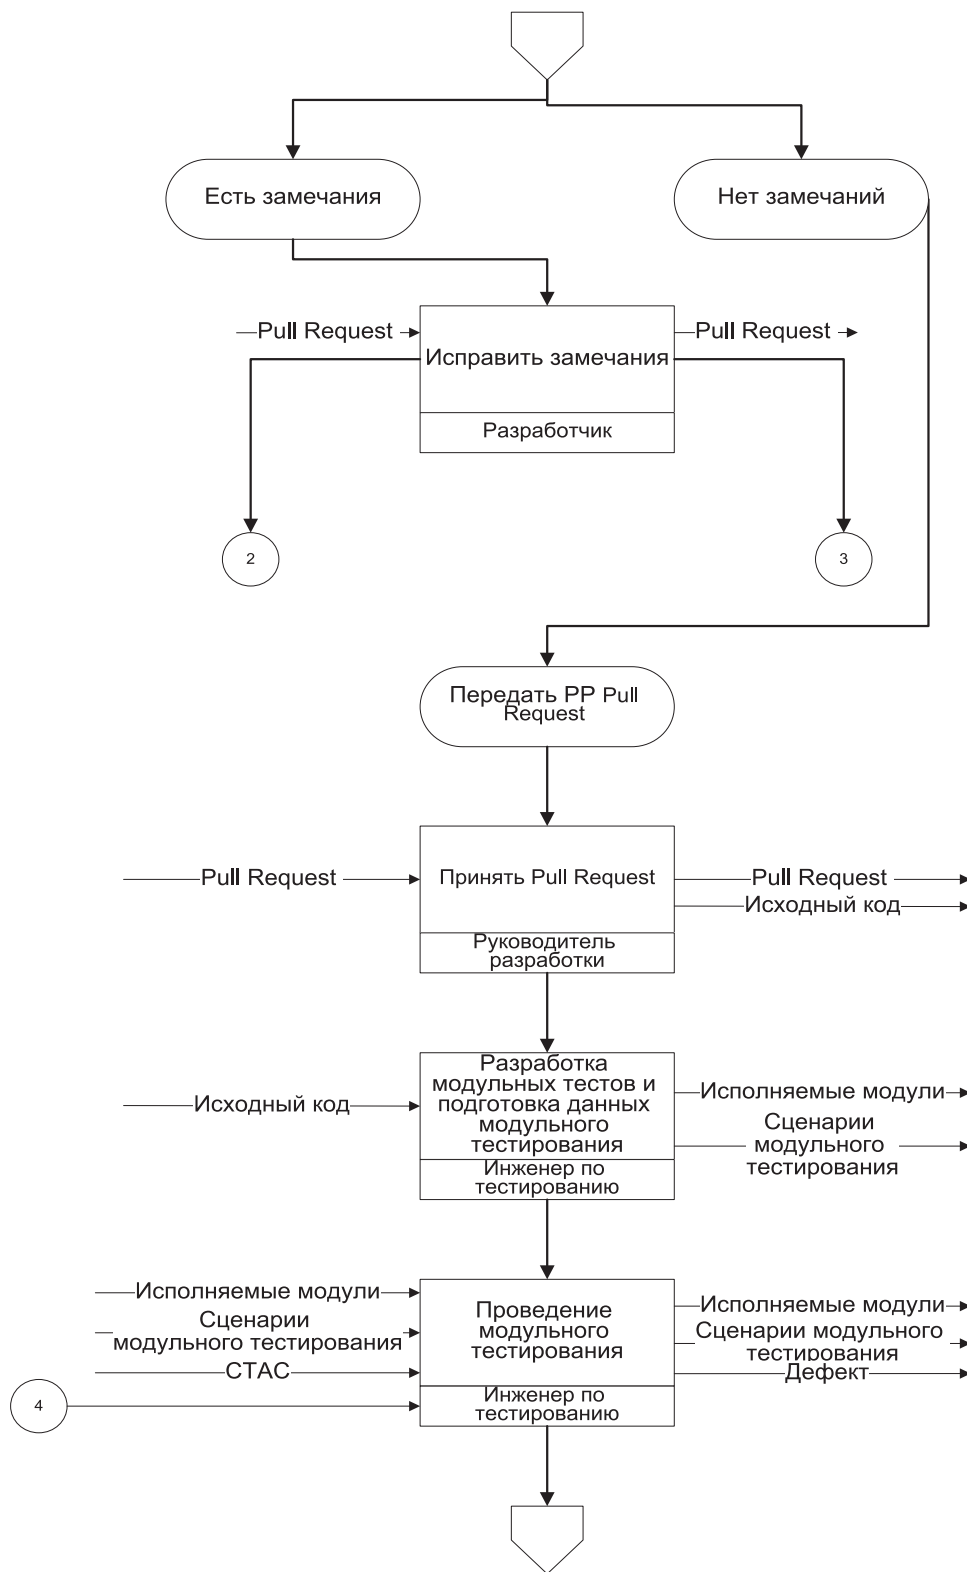 Есть замечания
Нет замечаний
Pull Request
Исправить замечания
Pull Request
Разработчик
2
3
Передать РР Pull
Request
Pull Request
Принять Pull Request
Pull Request
Исходный код
Руководитель
разработки
Исходный код
Разработка
модульных тестов и
подготовка данных
модульного
тестирования
Инженер по
тестированию
Исполняемые модули
Сценарии
модульного
тестирования
Исполняемые модули
Сценарии
модульного тестирования
СТАС
4
Проведение
модульного
тестирования
Инженер по
тестированию
Исполняемые модули
Сценарии модульного
тестирования
Дефект